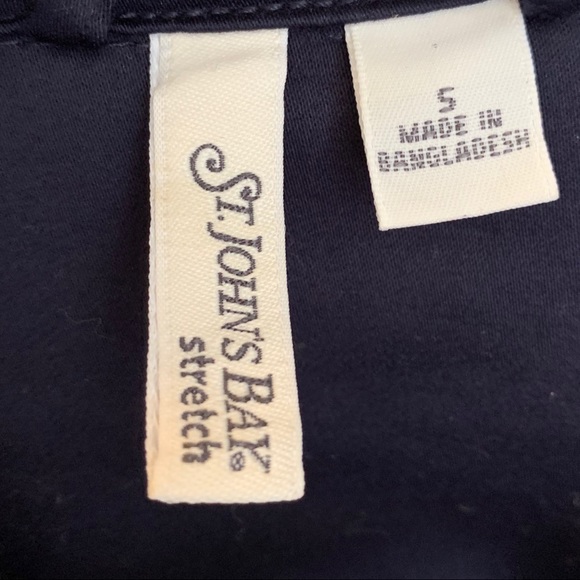 ST. JOHN'S BAY®
stretch
S
MADE IN
BANGLADESH